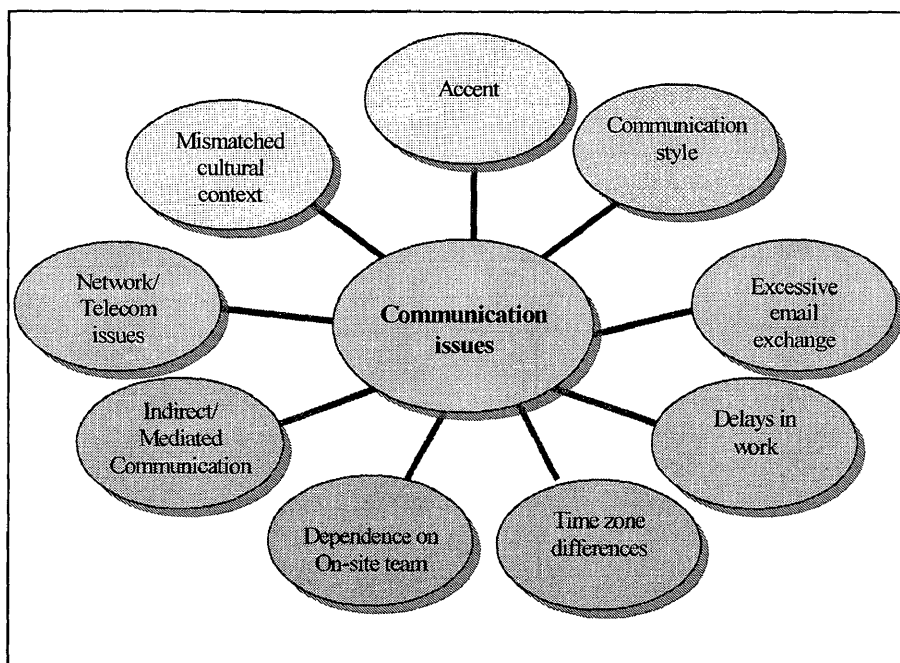 Accent
Communication
style
Mismatched
cultural
context
Network/
Telecom
issues
Communication
issues
Excessive
email
exchange
Indirect/
Mediated
Communication
Delays in
work
Dependence on
On-site team
Time zone
differences